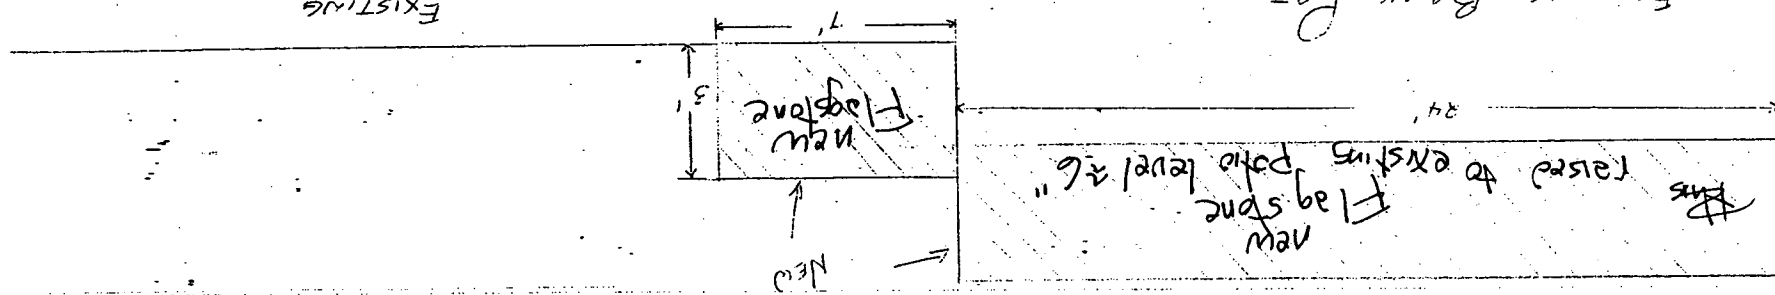 NEW
new
Flagstone
raised to existing patio level ≈ 6"
new
Flagstone
24'
3'
7'
EXISTING